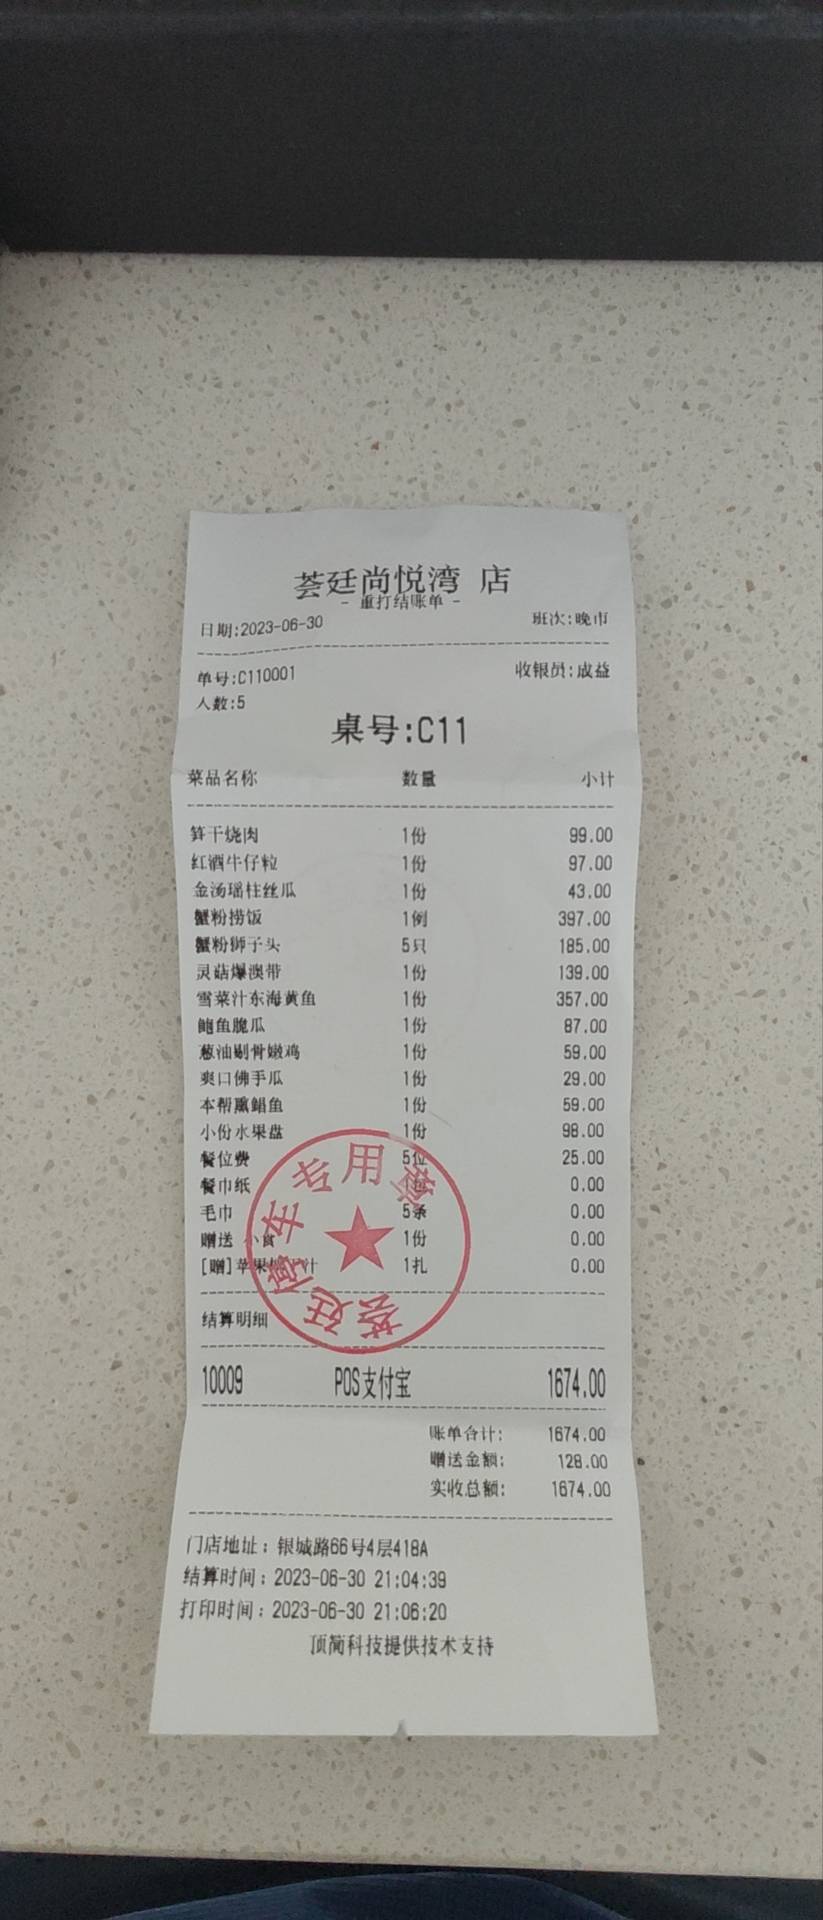 荟廷尚悦湾 店
- 重打结账单 -
日期:2023-06-30 班次:晚市
单号:C110001 收银员:成益
人数:5
桌号:C11
菜品名称 数量 小计
笋干烧肉 1份 99.00
红酒牛仔粒 1份 97.00
金汤瑶柱丝瓜 1份 43.00
蟹粉捞饭 1例 397.00
蟹粉狮子头 5只 185.00
灵菇爆澳带 1份 139.00
雪菜汁东海黄鱼 1份 357.00
鲍鱼脆瓜 1份 87.00
葱油剔骨嫩鸡 1份 59.00
爽口佛手瓜 1份 29.00
本帮熏鲳鱼 1份 59.00
小份水果盘 1份 98.00
餐位费 5位 25.00
餐巾纸 1包 0.00
毛巾 5条 0.00
赠送 小食 1份 0.00
[赠]苹果 汁 1扎 0.00
结算明细
10009 POS支付宝 1674.00
账单合计: 1674.00
赠送金额: 128.00
实收总额: 1674.00
门店地址: 银城路66号4层418A
结算时间: 2023-06-30 21:04:39
打印时间: 2023-06-30 21:06:20
顶简科技提供技术支持
荟廷停车专用章